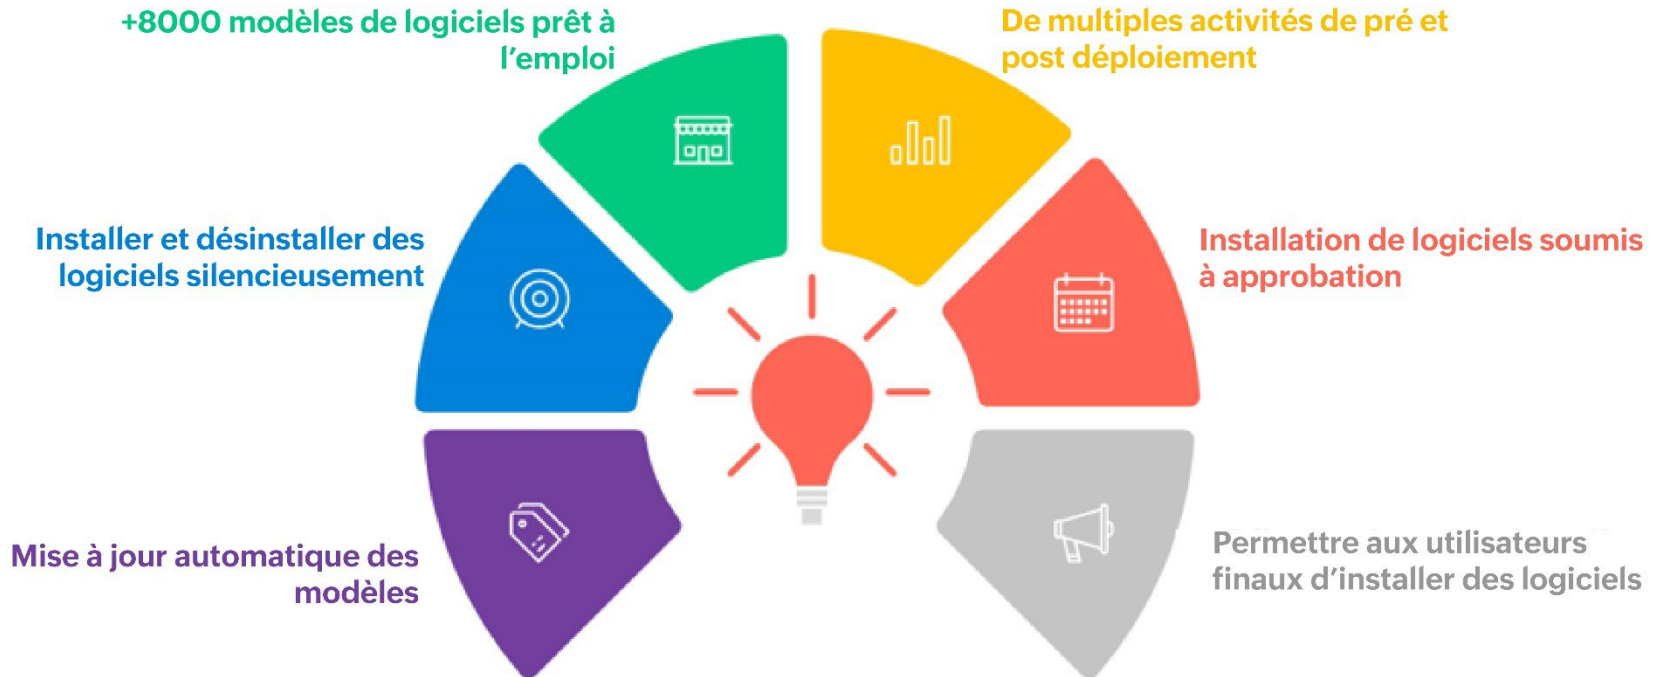 +8000 modèles de logiciels prêt à
l’emploi
De multiples activités de pré et
post déploiement
Installer et désinstaller des
logiciels silencieusement
Installation de logiciels soumis
à approbation
Mise à jour automatique des
modèles
Permettre aux utilisateurs
finaux d’installer des logiciels